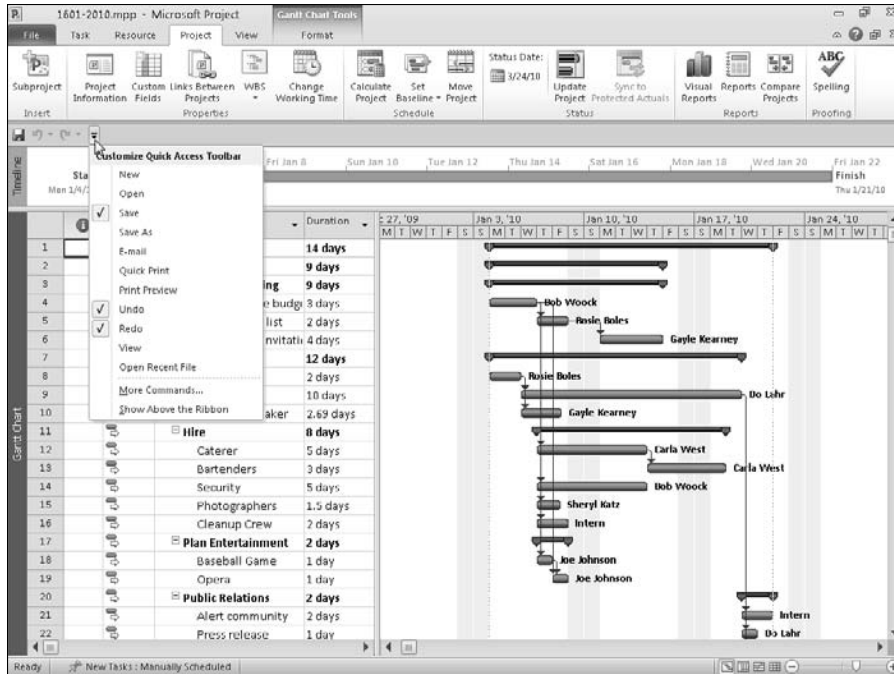 1601-2010.mpp - Microsoft Project
Gantt Chart Tools
File Task Resource Project View Format
Subproject
Project Information
Custom Fields
Links Between Projects
WBS
Change Working Time
Calculate Project
Set Baseline
Move Project
Status Date:
3/24/10
Update Project
Sync to Protected Actuals
Visual Reports
Reports
Compare Projects
ABC
Spelling
Insert Properties Schedule Status Reports Proofing
Customize Quick Access Toolbar
New
Open
Save
Save As
E-mail
Quick Print
Print Preview
Undo
Redo
View
Open Recent File
More Commands...
Show Above the Ribbon
Timeline
Sta
Mon 1/4/
Fri Jan 8 Sun Jan 10 Tue Jan 12 Thu Jan 14 Sat Jan 16 Mon Jan 18 Wed Jan 20 Fri Jan 22
Finish
Thu 1/21/10
Gantt Chart
Duration
27, '09 Jan 3, '10 Jan 10, '10 Jan 17, '10 Jan 24, '10
M T W T F S S M T W T F S S M T W T F S S M T W T F S S M T W T
1 14 days
2 9 days
3 ing 9 days
4 e budg 3 days Bob Woock
5 list 2 days Rosie Boles
6 nvitati 4 days Gayle Kearney
7 12 days
8 2 days Rosie Boles
9 10 days Do Lahr
10 aker 2.69 days Gayle Kearney
11 Hire 8 days
12 Caterer 5 days Carla West
13 Bartenders 3 days Carla West
14 Security 5 days Bob Woock
15 Photographers 1.5 days Sheryl Katz
16 Cleanup Crew 2 days Intern
17 Plan Entertainment 2 days
18 Baseball Game 1 day Joe Johnson
19 Opera 1 day Joe Johnson
20 Public Relations 2 days
21 Alert community 2 days Intern
22 Press release 1 day Do Lahr
Ready New Tasks : Manually Scheduled